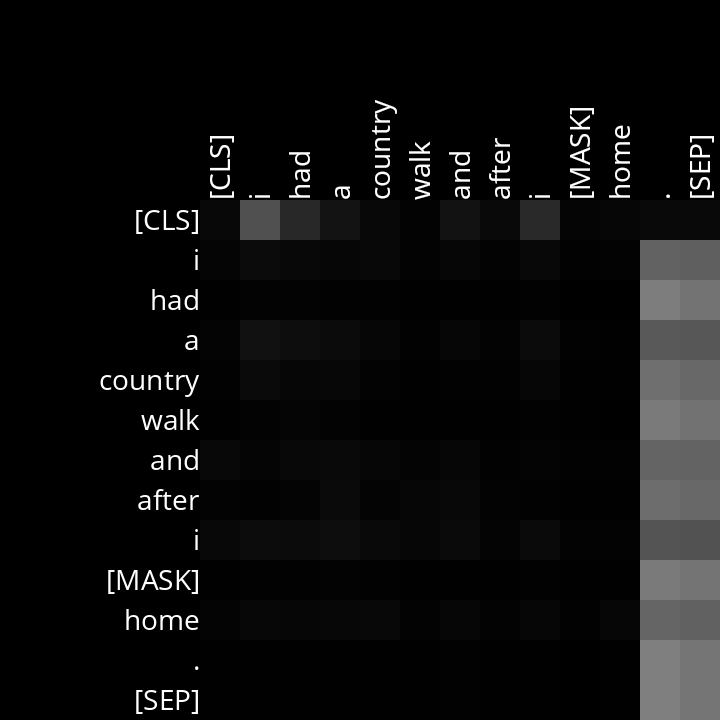 [CLS] i had a country walk and after i [MASK] home . [SEP]
[CLS]
i
had
a
country
walk
and
after
i
[MASK]
home
.
[SEP]